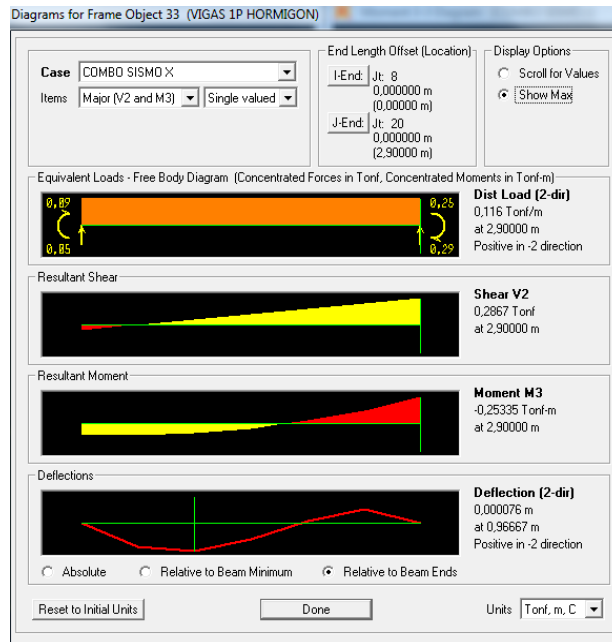 Diagrams for Frame Object 33 (VIGAS 1P HORMIGON)
Case COMBO SISMO X
Items Major (V2 and M3) Single valued
End Length Offset (Location)
I-End: Jt: 8
0,000000 m
(0,00000 m)
J-End: Jt: 20
0,000000 m
(2,90000 m)
Display Options
Scroll for Values
Show Max
Equivalent Loads - Free Body Diagram (Concentrated Forces in Tonf, Concentrated Moments in Tonf-m)
0,09 0,25
0,05 0,29
Dist Load (2-dir)
0,116 Tonf/m
at 2,90000 m
Positive in -2 direction
Resultant Shear
Shear V2
0,2867 Tonf
at 2,90000 m
Resultant Moment
Moment M3
-0,25335 Tonf-m
at 2,90000 m
Deflections
Deflection (2-dir)
0,000076 m
at 0,96667 m
Positive in -2 direction
Absolute Relative to Beam Minimum Relative to Beam Ends
Reset to Initial Units Done Units Tonf, m, C